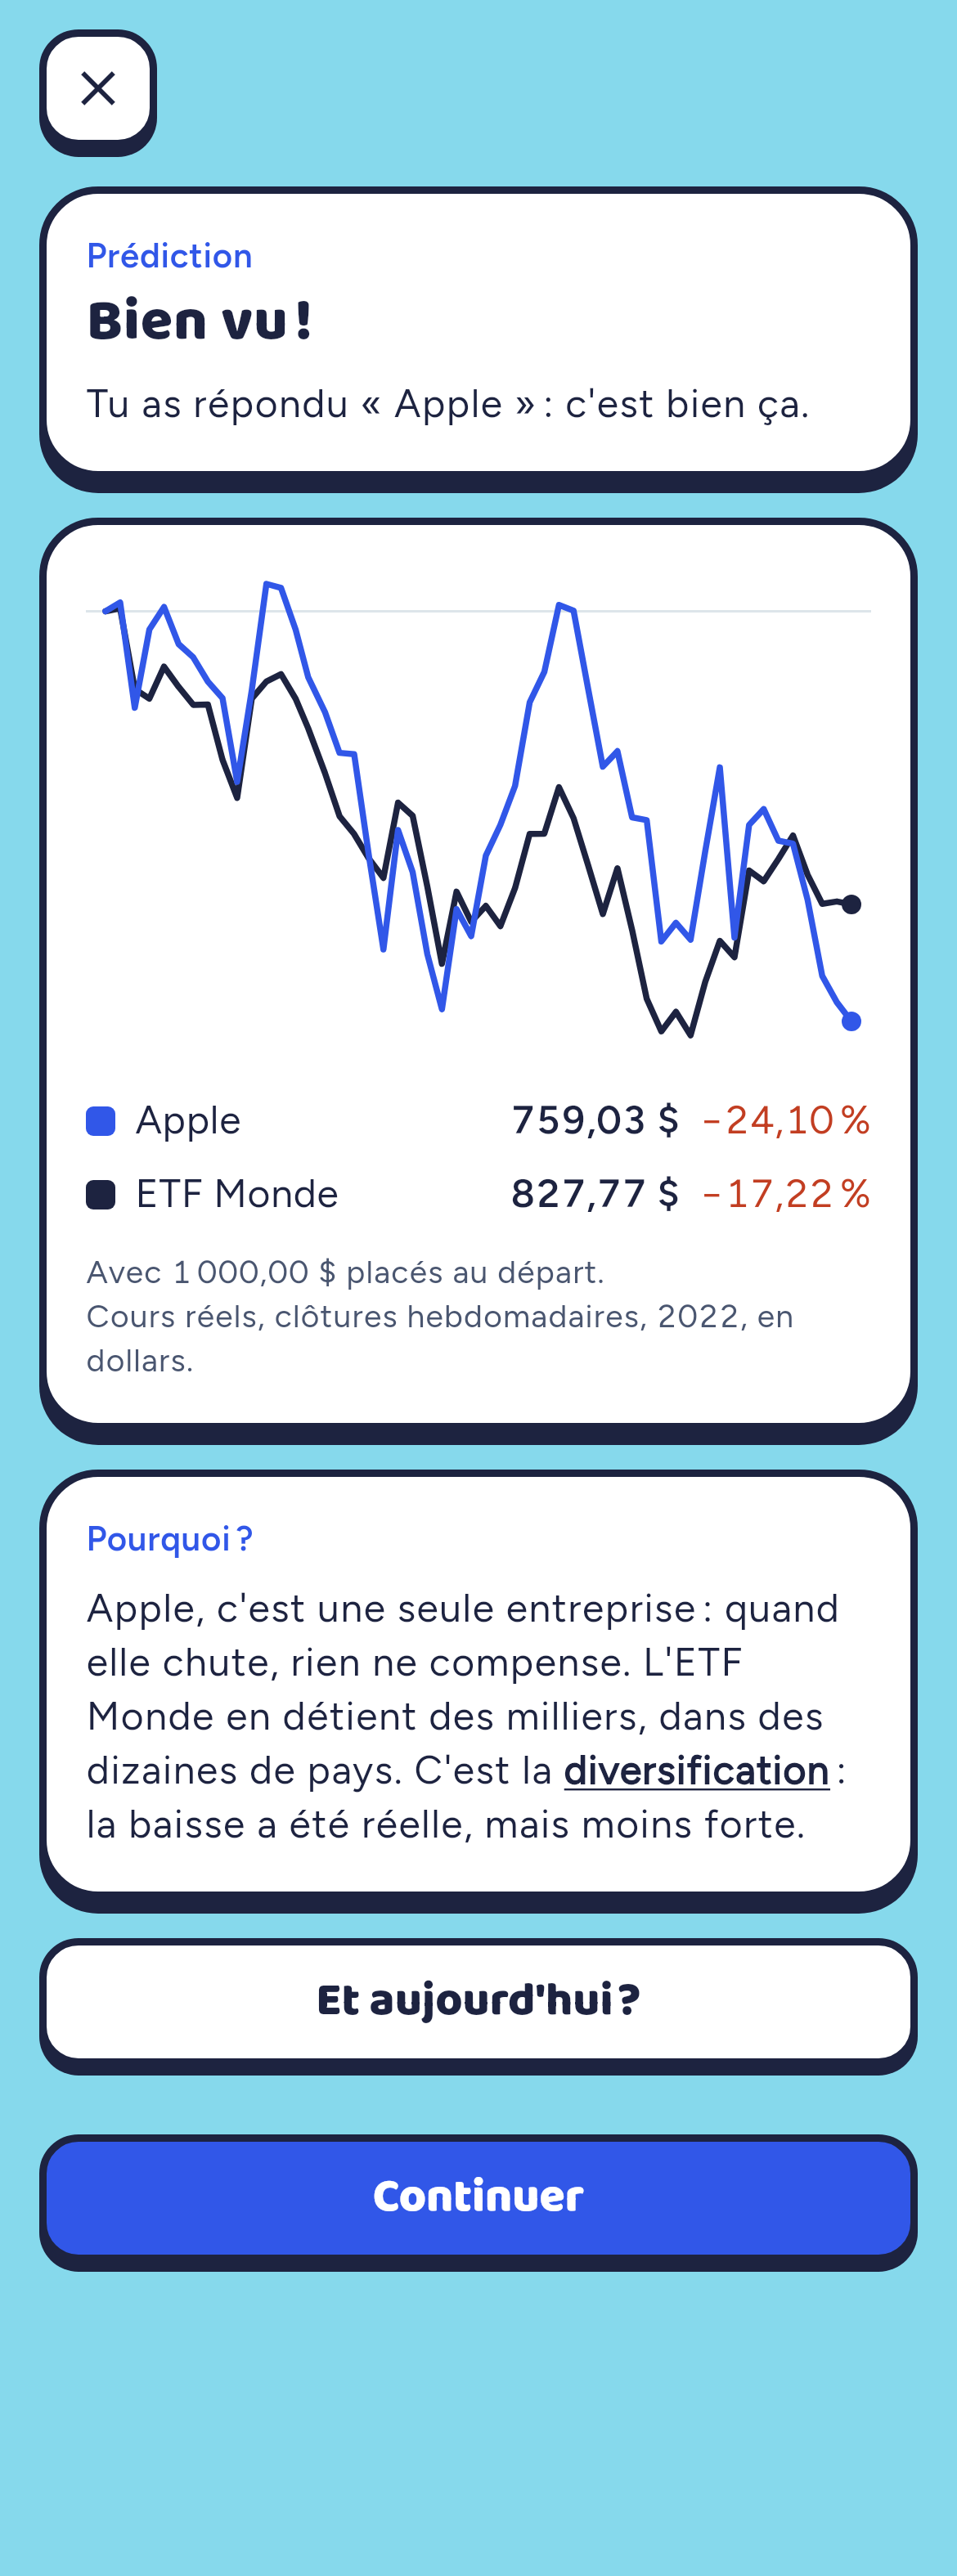 Prédiction
Bien vu !
Tu as répondu « Apple » : c'est bien ça.
Apple 759,03 $ −24,10 %
ETF Monde 827,77 $ −17,22 %
Avec 1 000,00 $ placés au départ.
Cours réels, clôtures hebdomadaires, 2022, en
dollars.
Pourquoi ?
Apple, c'est une seule entreprise : quand
elle chute, rien ne compense. L'ETF
Monde en détient des milliers, dans des
dizaines de pays. C'est la diversification :
la baisse a été réelle, mais moins forte.
Et aujourd'hui ?
Continuer